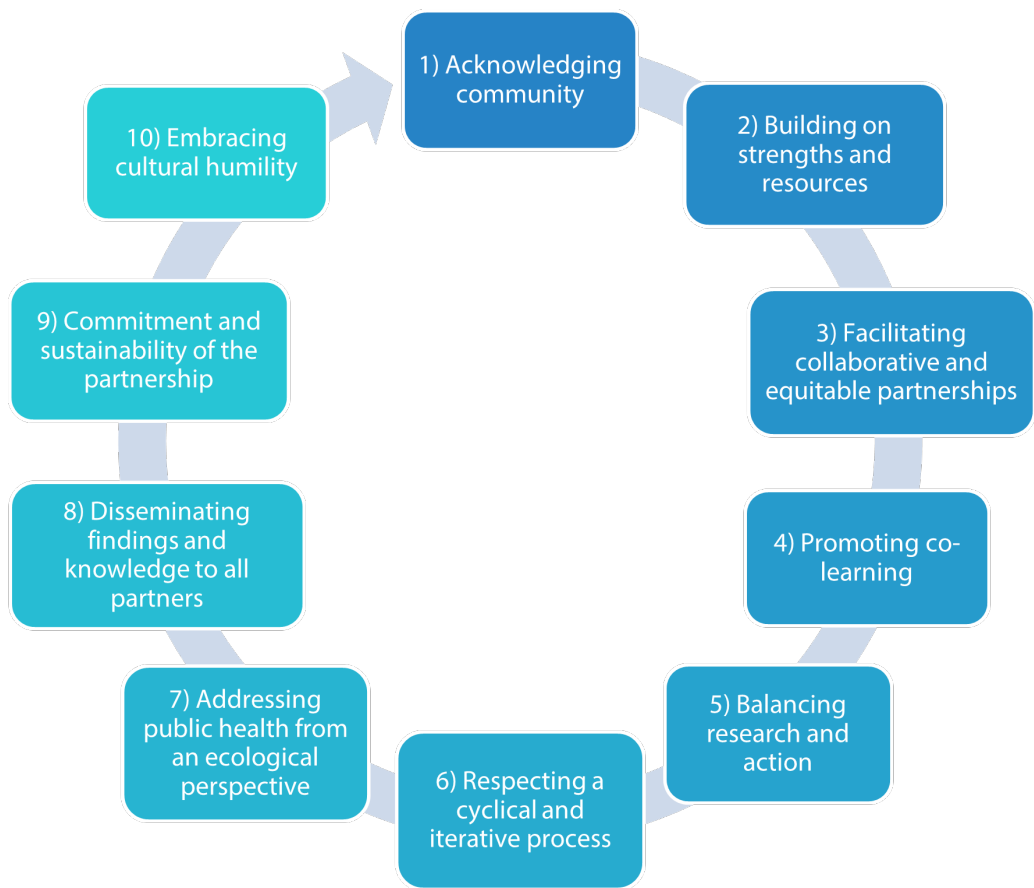 1) Acknowledging
community
2) Building on
strengths and
resources
3) Facilitating
collaborative and
equitable partnerships
4) Promoting co-
learning
5) Balancing
research and
action
6) Respecting a
cyclical and
iterative process
7) Addressing
public health from
an ecological
perspective
8) Disseminating
findings and
knowledge to all
partners
9) Commitment and
sustainability of the
partnership
10) Embracing
cultural humility